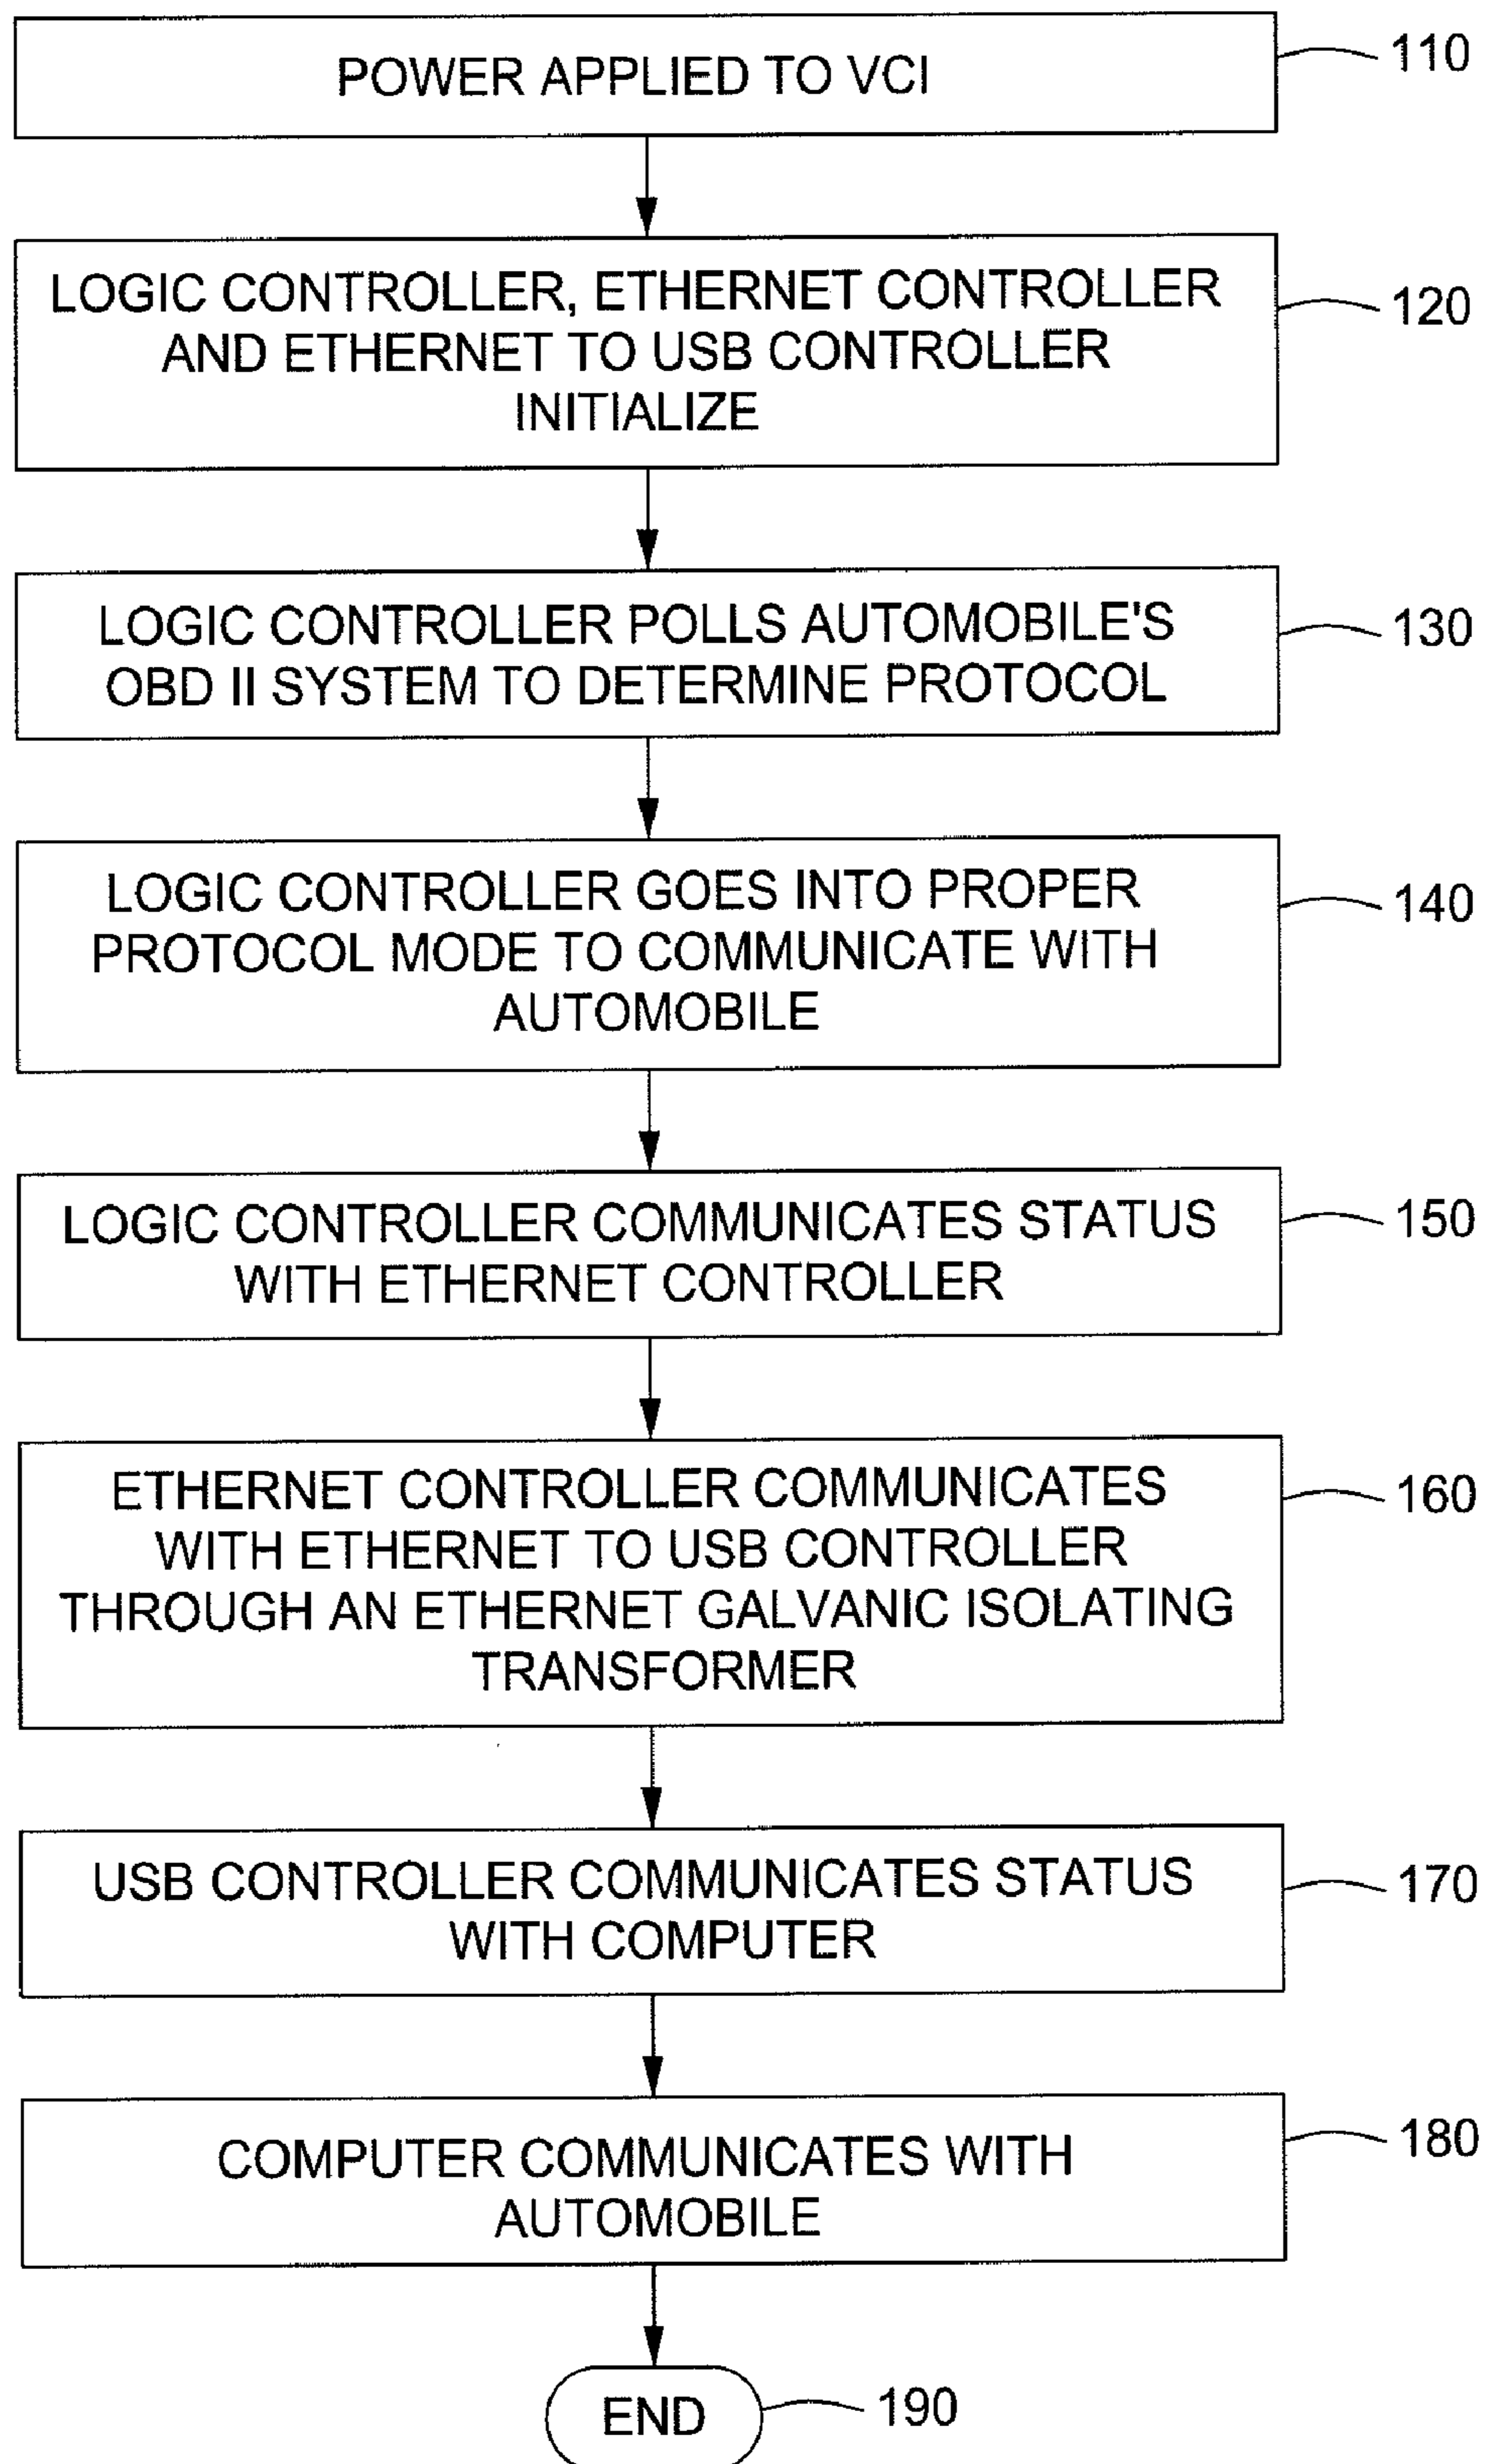 POWER APPLIED TO VCI
110
LOGIC CONTROLLER, ETHERNET CONTROLLER
AND ETHERNET TO USB CONTROLLER
INITIALIZE
120
LOGIC CONTROLLER POLLS AUTOMOBILE'S
OBD II SYSTEM TO DETERMINE PROTOCOL
130
LOGIC CONTROLLER GOES INTO PROPER
PROTOCOL MODE TO COMMUNICATE WITH
AUTOMOBILE
140
LOGIC CONTROLLER COMMUNICATES STATUS
WITH ETHERNET CONTROLLER
150
ETHERNET CONTROLLER COMMUNICATES
WITH ETHERNET TO USB CONTROLLER
THROUGH AN ETHERNET GALVANIC ISOLATING
TRANSFORMER
160
USB CONTROLLER COMMUNICATES STATUS
WITH COMPUTER
170
COMPUTER COMMUNICATES WITH
AUTOMOBILE
180
END
190